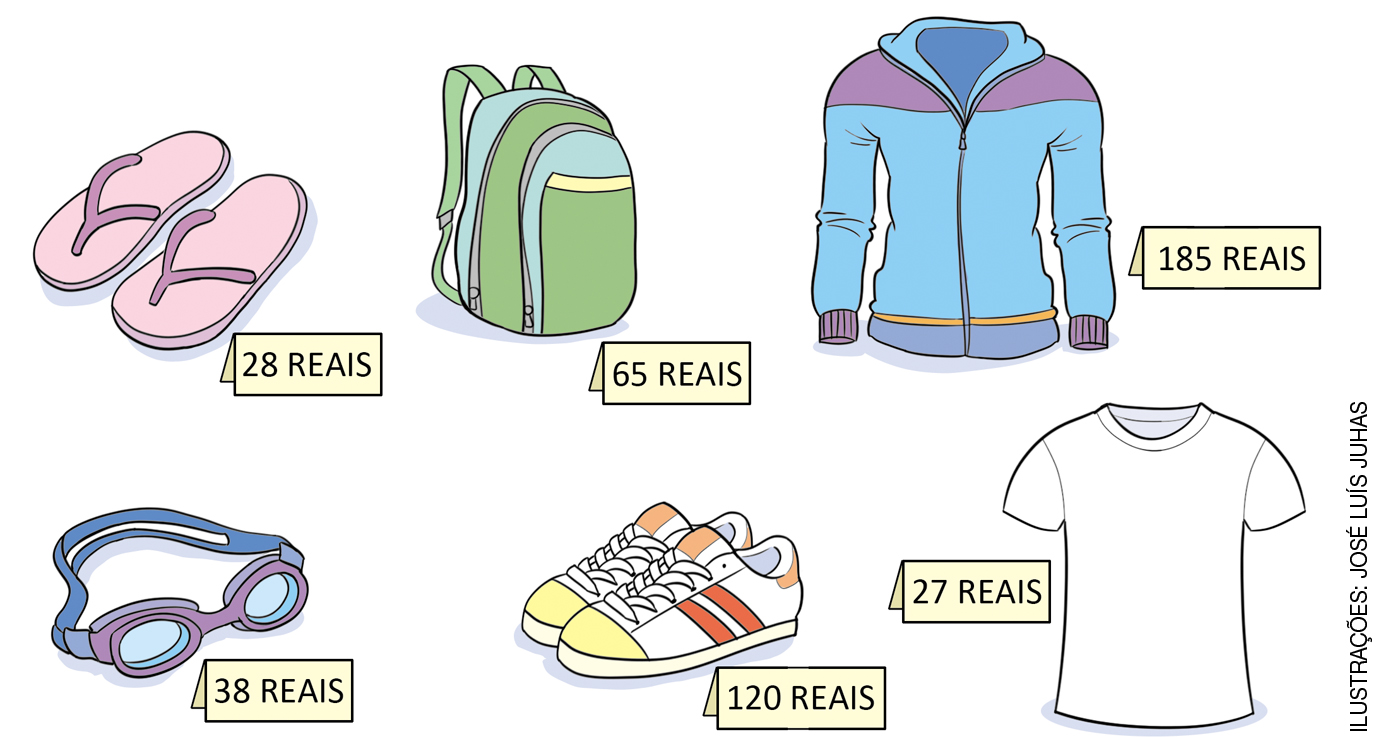 28 REAIS
65 REAIS
185 REAIS
38 REAIS
120 REAIS
27 REAIS
ILUSTRAÇÕES: JOSÉ LUÍS JUHAS